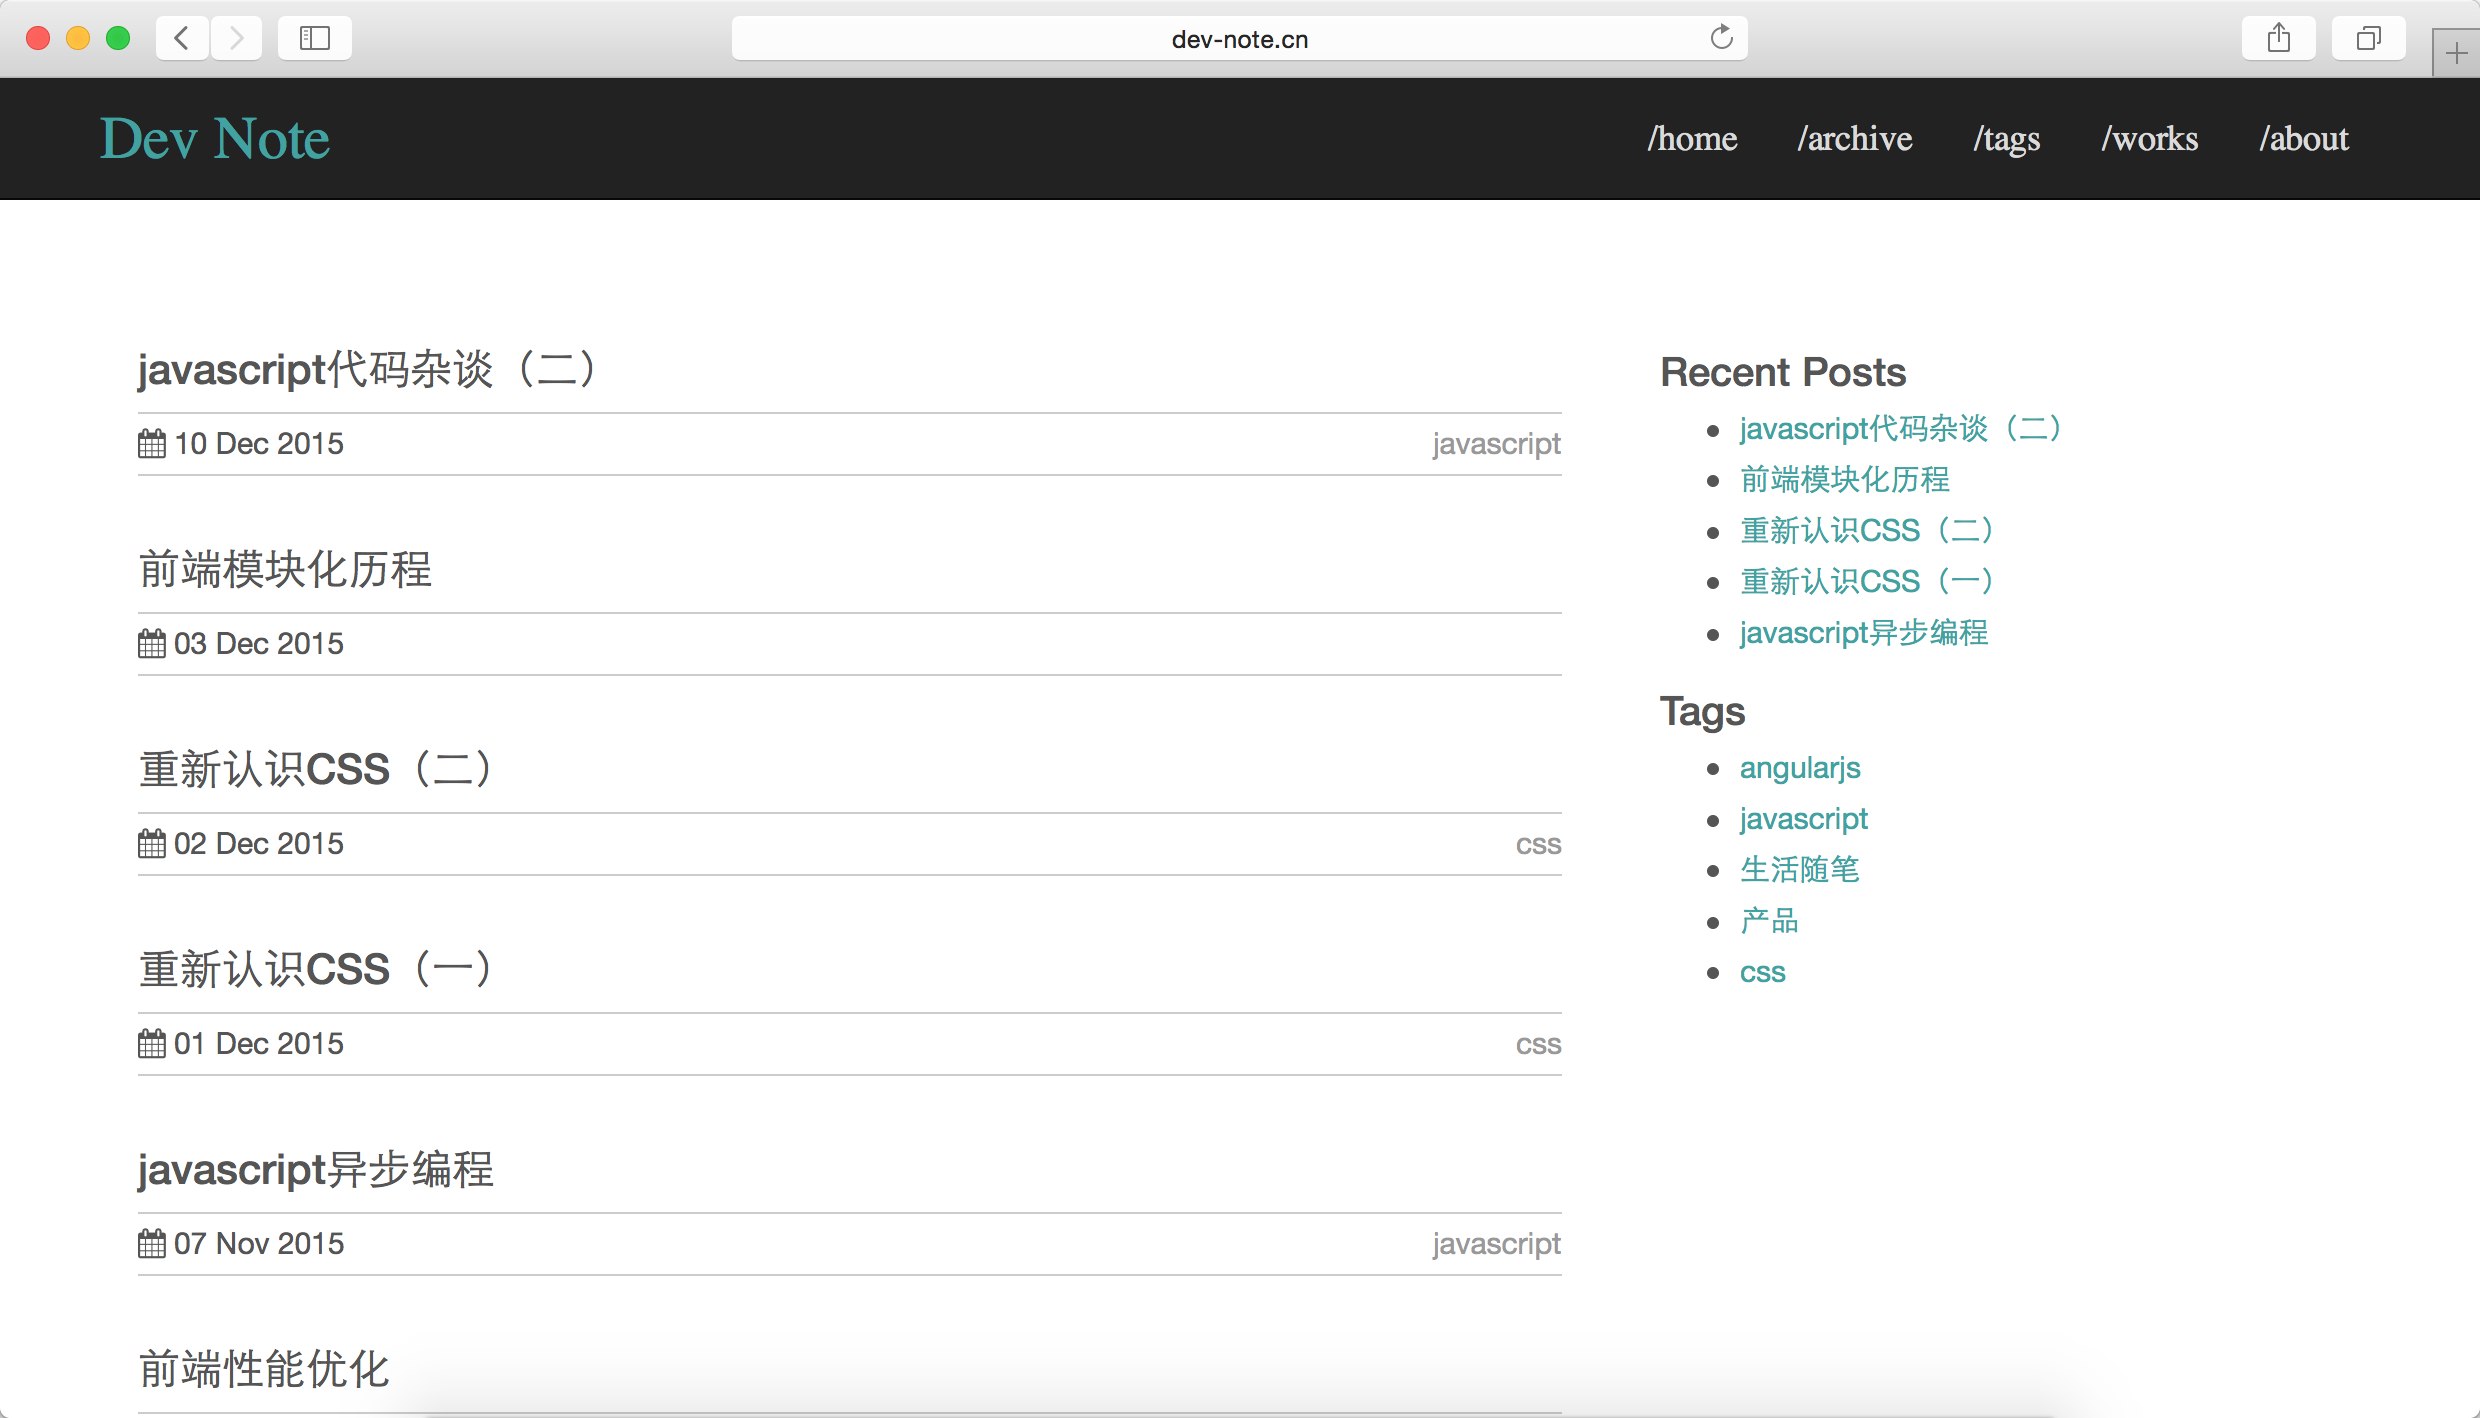 dev-note.cn
Dev Note
/home /archive /tags /works /about
javascript代码杂谈（二）
10 Dec 2015 javascript
前端模块化历程
03 Dec 2015
重新认识CSS（二）
02 Dec 2015 css
重新认识CSS（一）
01 Dec 2015 css
javascript异步编程
07 Nov 2015 javascript
前端性能优化
Recent Posts
javascript代码杂谈（二）
前端模块化历程
重新认识CSS（二）
重新认识CSS（一）
javascript异步编程
Tags
angularjs
javascript
生活随笔
产品
css